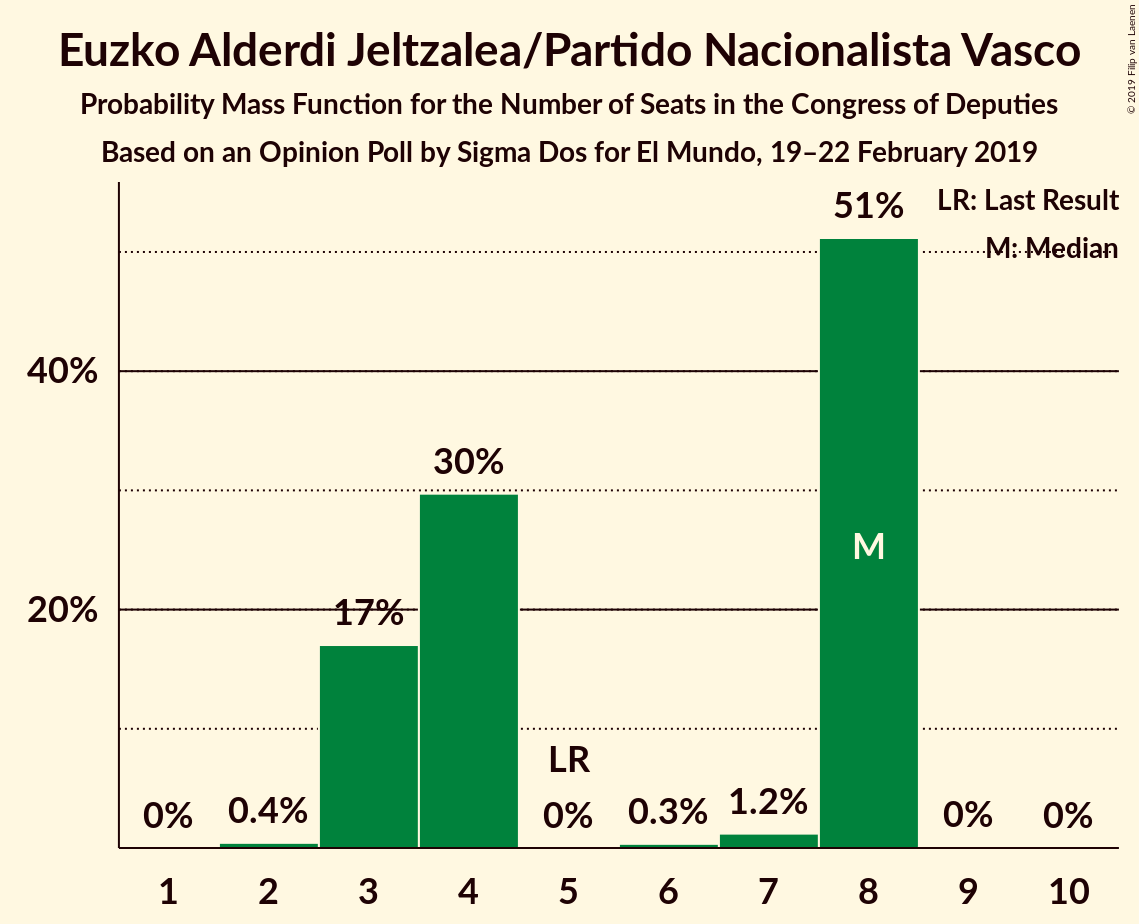 Euzko Alderdi Jeltzalea/Partido Nacionalista Vasco
Probability Mass Function for the Number of Seats in the Congress of Deputies
Based on an Opinion Poll by Sigma Dos for El Mundo, 19–22 February 2019
© 2019 Filip van Laenen
LR: Last Result
M: Median
51%
40%
30%
M
20%
17%
LR
0%
0.4%
0%
0.3%
1.2%
0%
0%
1 2 3 4 5 6 7 8 9 10